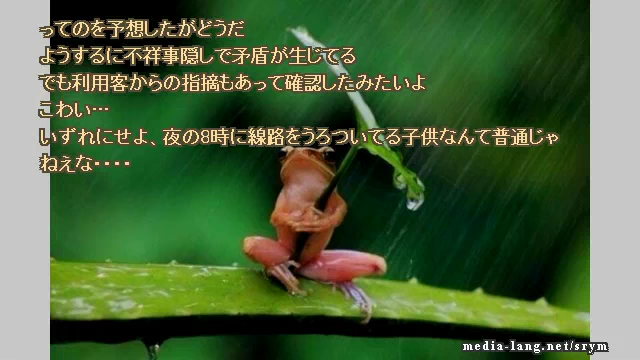 ってのを予想したがどうだ
ようするに不祥事隠しで矛盾が生じてる
でも利用客からの指摘もあって確認したみたいよ
こわい…
いずれにせよ、夜の8時に線路をうろついてる子供なんて普通じゃ
ねえな‥‥
media-lang.net/srym